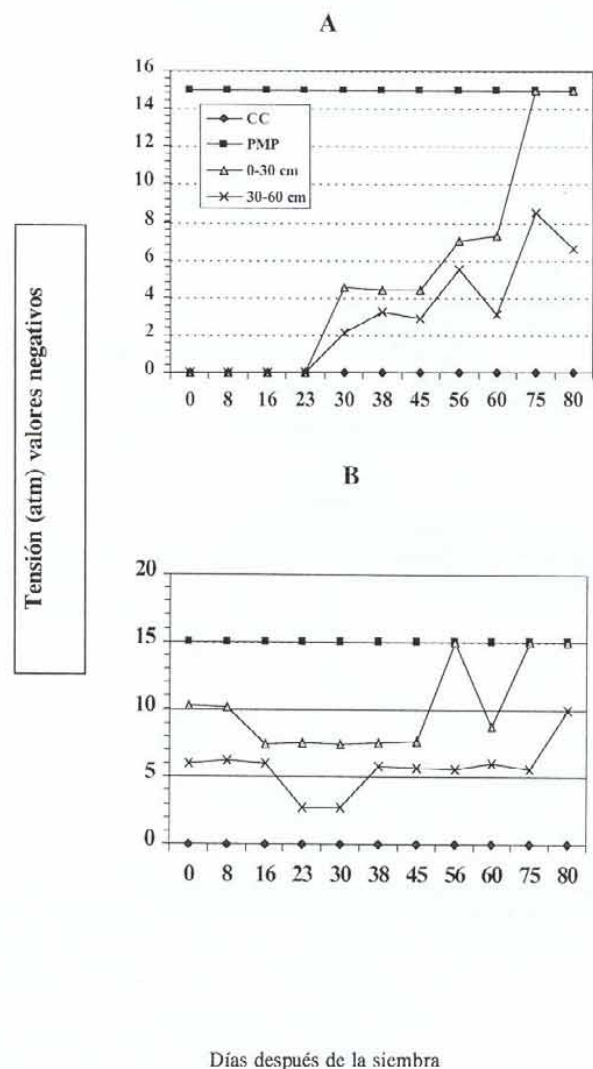 A
16
14
12
10
8
6
4
2
0
CC
PMP
0-30 cm
30-60 cm
0 8 16 23 30 38 45 56 60 75 80
Tensión (atm) valores negativos
B
20
15
10
5
0
0 8 16 23 30 38 45 56 60 75 80
Días después de la siembra